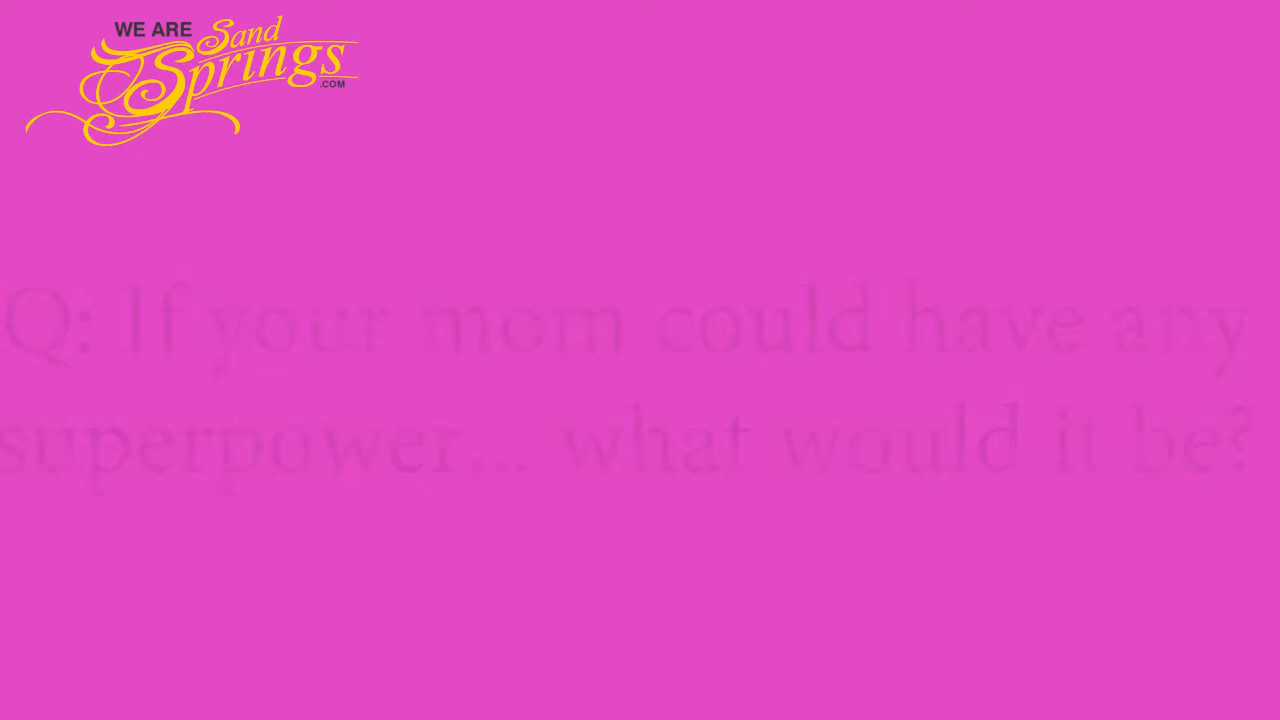 WE ARE Sand
Springs
.COM
Q: If your mom could have any
superpower... what would it be?